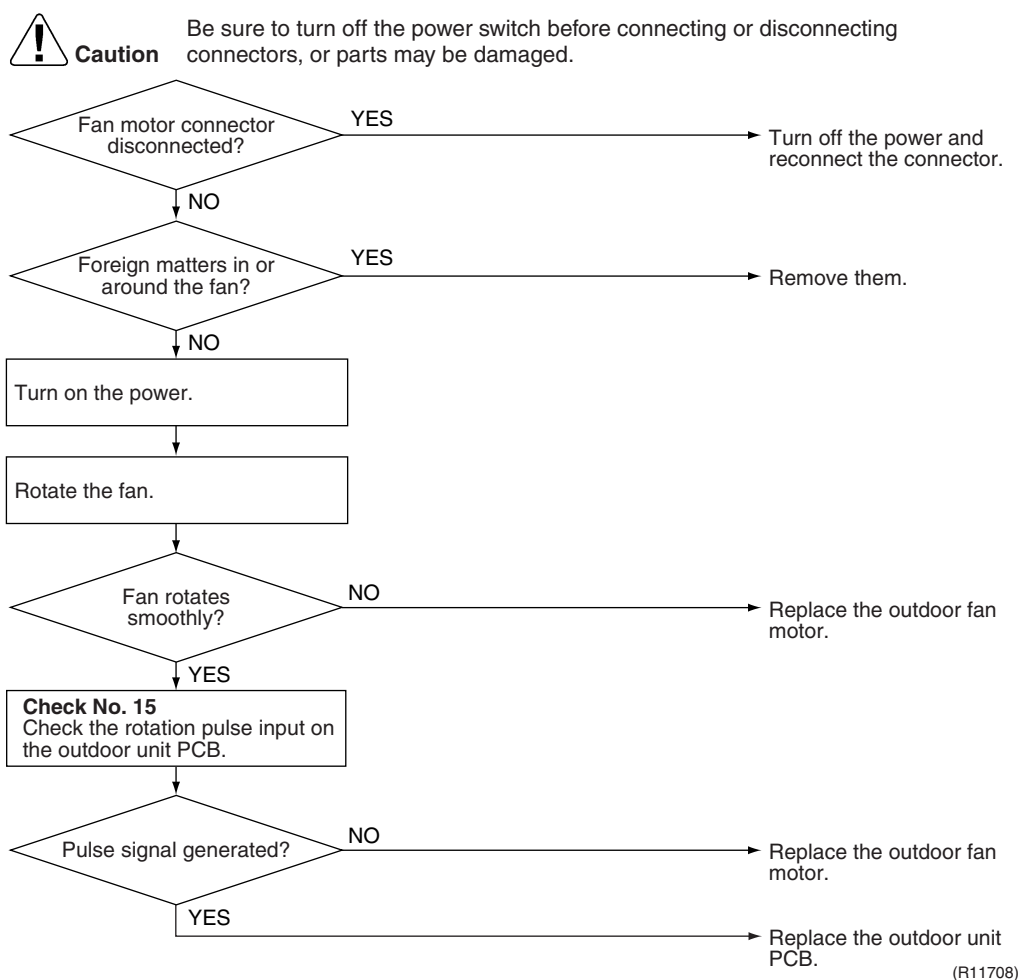 Be sure to turn off the power switch before connecting or disconnecting
Caution connectors, or parts may be damaged.
Fan motor connector
disconnected?
YES
Turn off the power and
reconnect the connector.
NO
Foreign matters in or
around the fan?
YES
Remove them.
NO
Turn on the power.
Rotate the fan.
Fan rotates
smoothly?
NO
Replace the outdoor fan
motor.
YES
Check No. 15
Check the rotation pulse input on
the outdoor unit PCB.
Pulse signal generated?
NO
Replace the outdoor fan
motor.
YES
Replace the outdoor unit
PCB.
(R11708)